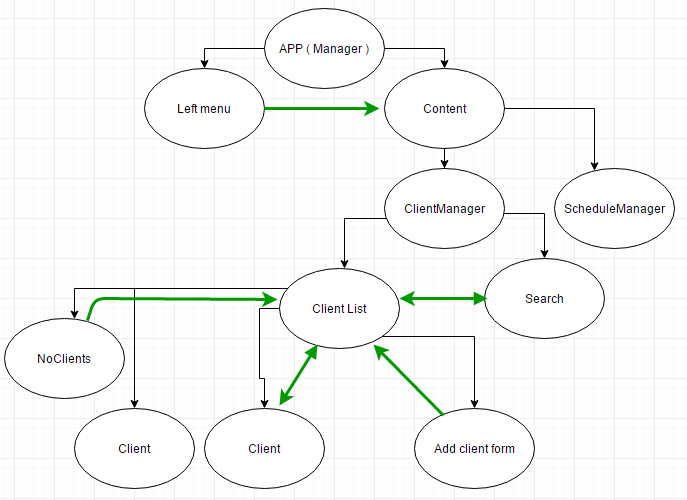 APP ( Manager )
Left menu
Content
ClientManager
ScheduleManager
Client List
Search
NoClients
Client
Client
Add client form